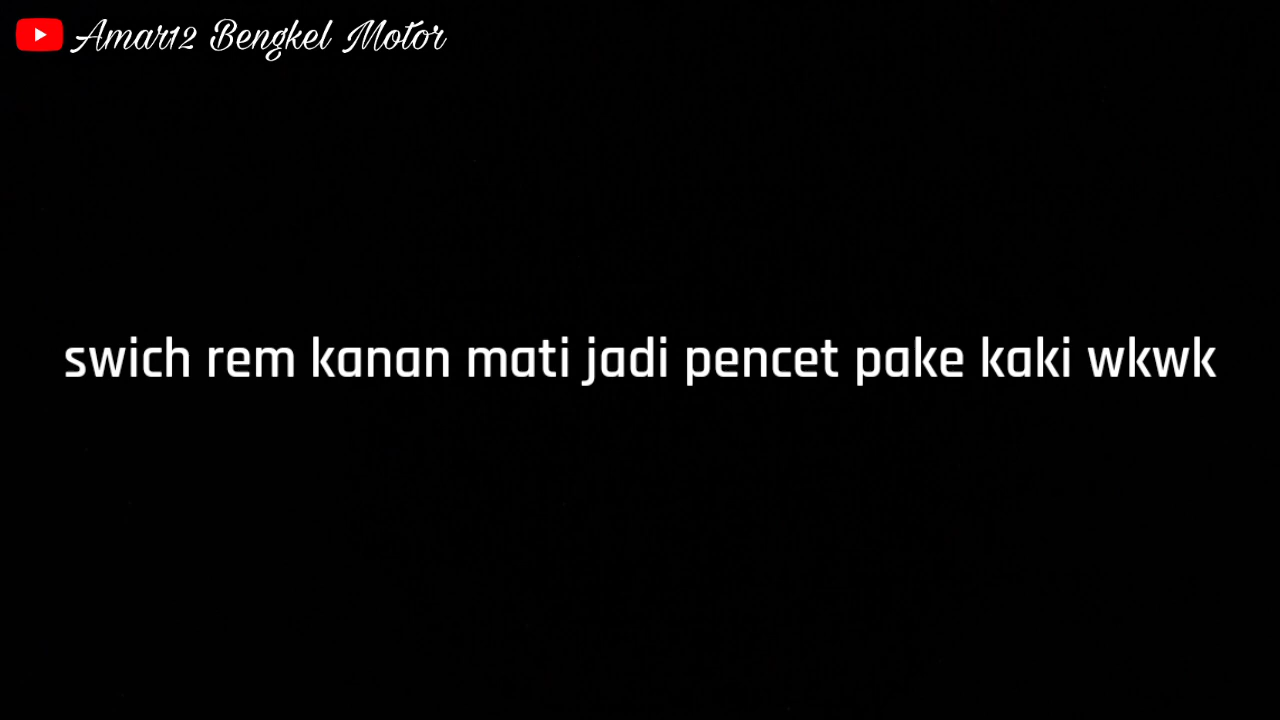 Amar12 Bengkel Motor
swich rem kanan mati jadi pencet pake kaki wkwk